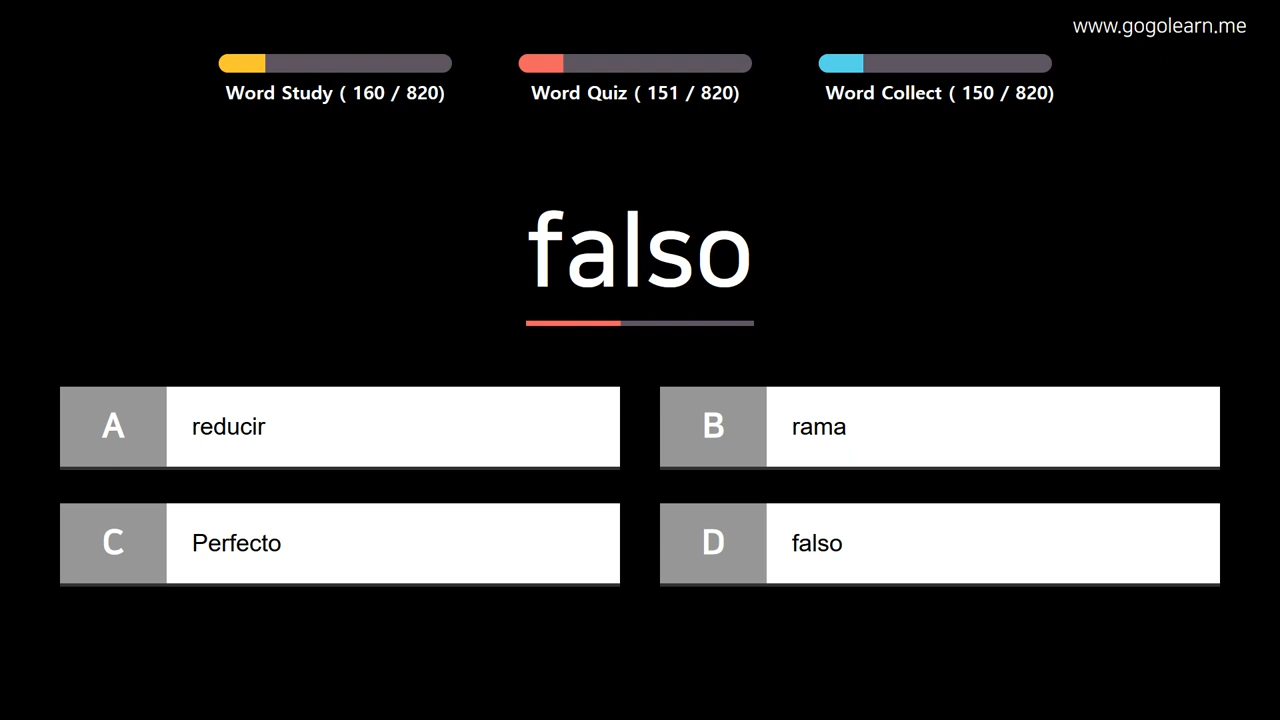 www.gogolearn.me
Word Study ( 160 / 820)
Word Quiz ( 151 / 820)
Word Collect ( 150 / 820)
falso
A reducir
B rama
C Perfecto
D falso